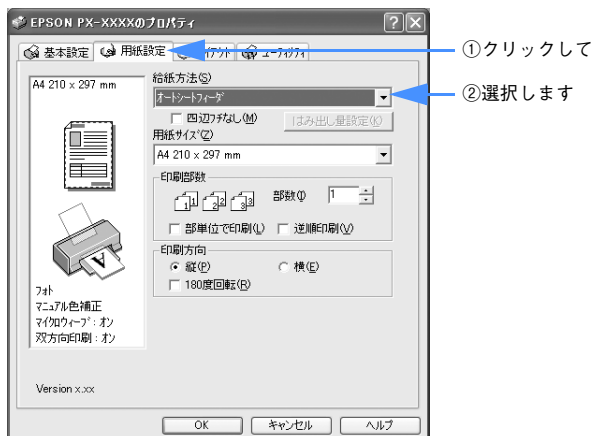 EPSON PX-XXXXのプロパティ
基本設定 用紙設定 ユーティリティ
①クリックして
A4 210 x 297 mm
給紙方法(S)
オートシートフィーダ
②選択します
四辺フチなし(M) はみ出し量設定(K)
用紙サイズ(Z)
A4 210 x 297 mm
印刷部数
部数(I) 1
部単位で印刷(L) 逆順印刷(V)
印刷方向
縦(P) 横(E)
180度回転(R)
フォト
マニュアル色補正
マイクロウィーブ: オン
双方向印刷: オン
Version x.xx
OK キャンセル ヘルプ